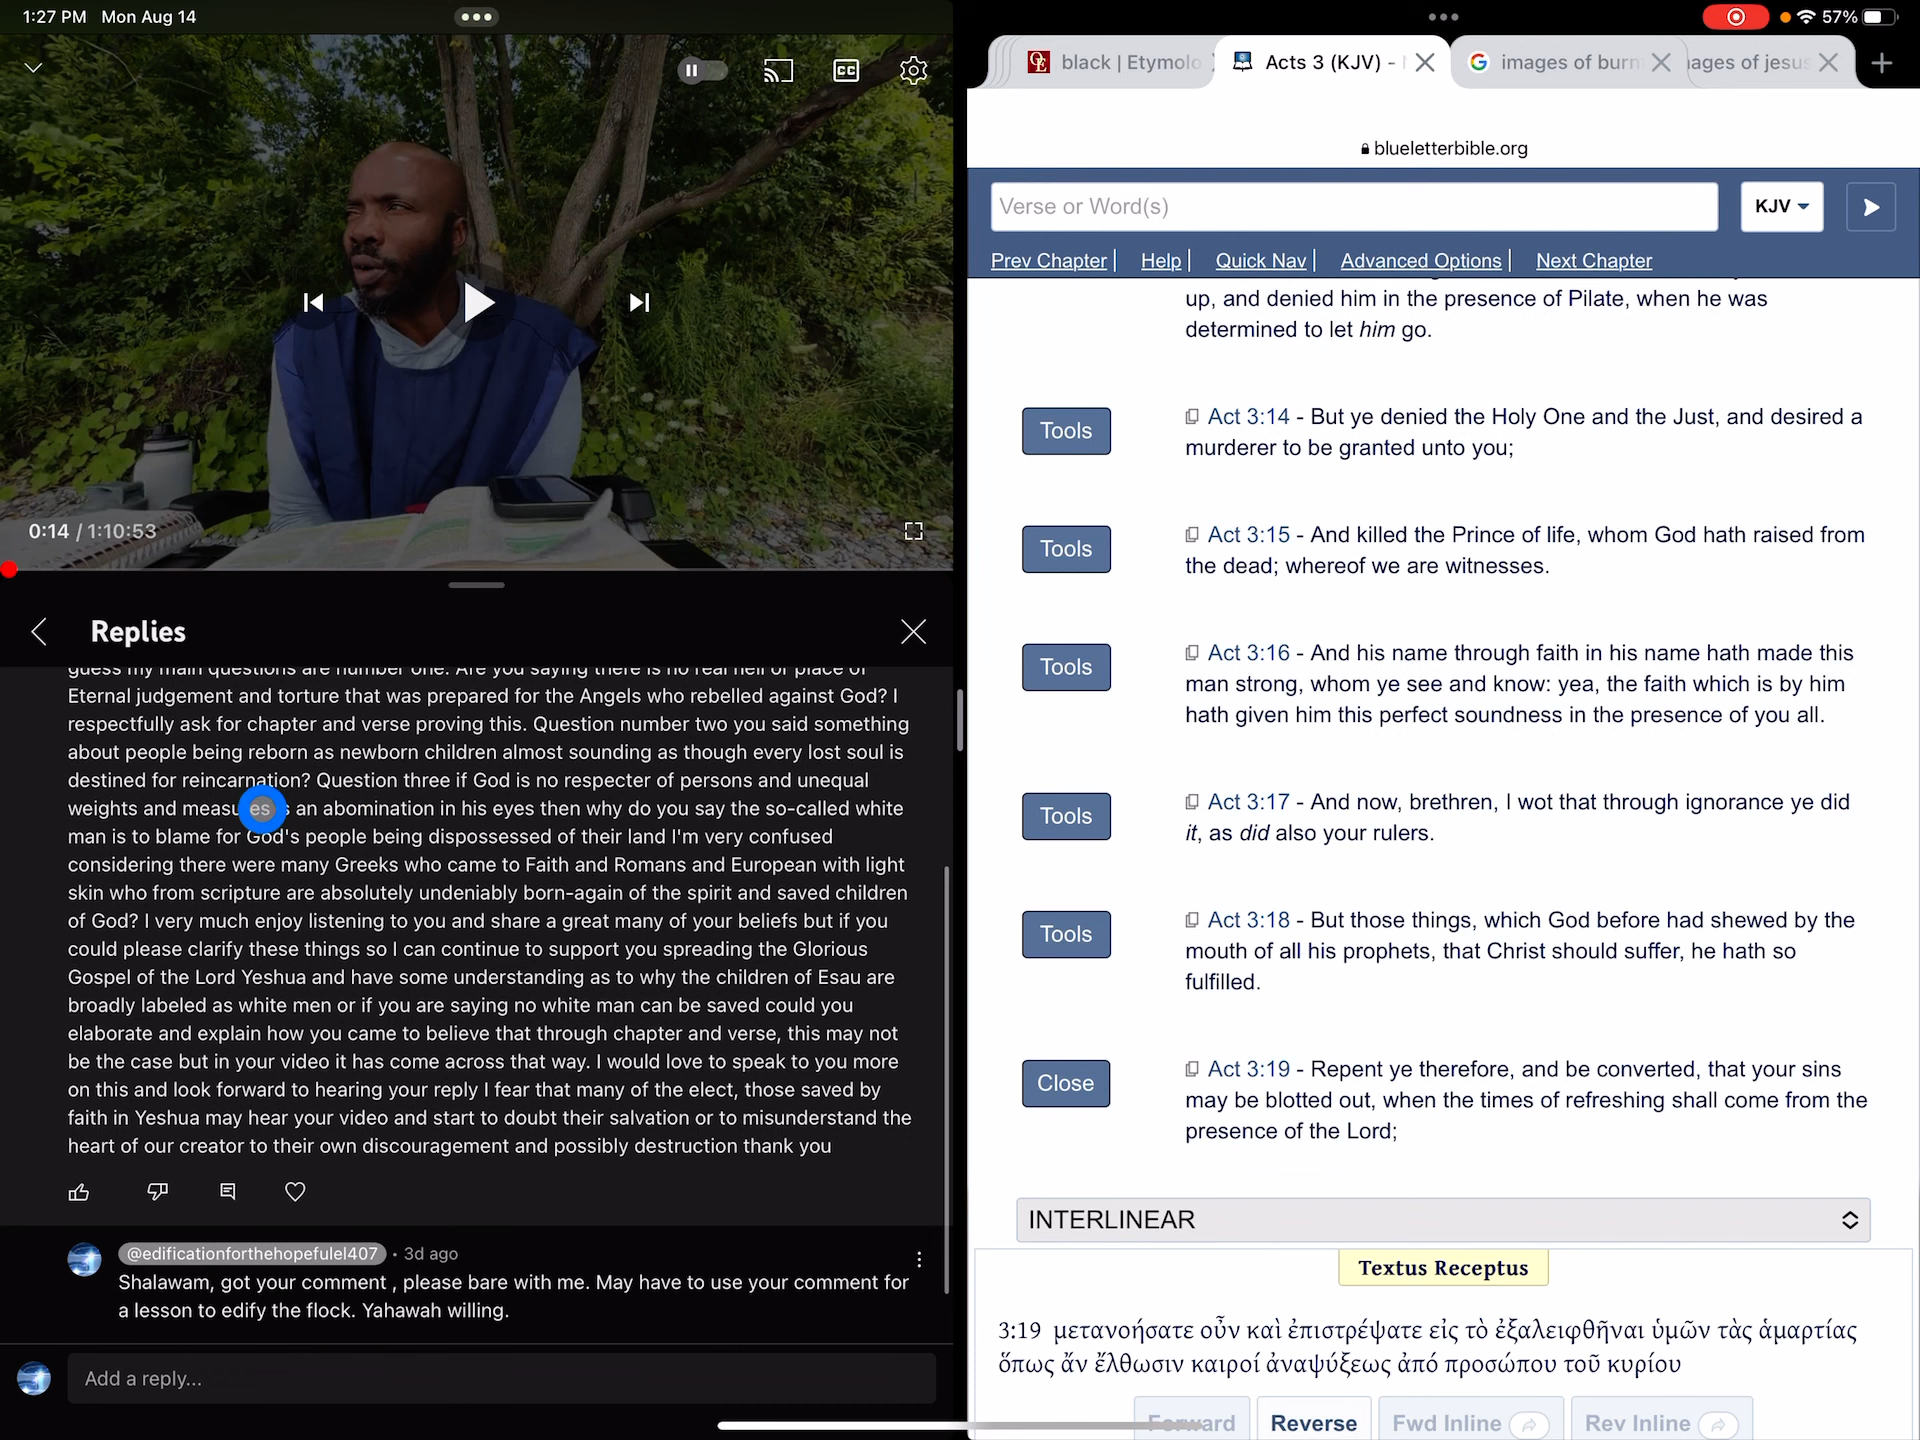 1:27 PM Mon Aug 14
CC
0:14 / 1:10:53
Replies
guess my main questions are number one. Are you saying there is no real hell or place of
Eternal judgement and torture that was prepared for the Angels who rebelled against God? I
respectfully ask for chapter and verse proving this. Question number two you said something
about people being reborn as newborn children almost sounding as though every lost soul is
destined for reincarnation? Question three if God is no respecter of persons and unequal
weights and measures is an abomination in his eyes then why do you say the so-called white
man is to blame for God's people being dispossessed of their land I'm very confused
considering there were many Greeks who came to Faith and Romans and European with light
skin who from scripture are absolutely undeniably born-again of the spirit and saved children
of God? I very much enjoy listening to you and share a great many of your beliefs but if you
could please clarify these things so I can continue to support you spreading the Glorious
Gospel of the Lord Yeshua and have some understanding as to why the children of Esau are
broadly labeled as white men or if you are saying no white man can be saved could you
elaborate and explain how you came to believe that through chapter and verse, this may not
be the case but in your video it has come across that way. I would love to speak to you more
on this and look forward to hearing your reply I fear that many of the elect, those saved by
faith in Yeshua may hear your video and start to doubt their salvation or to misunderstand the
heart of our creator to their own discouragement and possibly destruction thank you
@edificationforthehopefulel407 • 3d ago
Shalawam, got your comment , please bare with me. May have to use your comment for
a lesson to edify the flock. Yahawah willing.
Add a reply...
57%
black | Etymolo
Acts 3 (KJV) -
images of burn
ages of jesus
blueletterbible.org
Verse or Word(s)
KJV
Prev Chapter | Help | Quick Nav | Advanced Options | Next Chapter
up, and denied him in the presence of Pilate, when he was
determined to let him go.
Tools
Act 3:14 - But ye denied the Holy One and the Just, and desired a
murderer to be granted unto you;
Tools
Act 3:15 - And killed the Prince of life, whom God hath raised from
the dead; whereof we are witnesses.
Tools
Act 3:16 - And his name through faith in his name hath made this
man strong, whom ye see and know: yea, the faith which is by him
hath given him this perfect soundness in the presence of you all.
Tools
Act 3:17 - And now, brethren, I wot that through ignorance ye did
it, as did also your rulers.
Tools
Act 3:18 - But those things, which God before had shewed by the
mouth of all his prophets, that Christ should suffer, he hath so
fulfilled.
Close
Act 3:19 - Repent ye therefore, and be converted, that your sins
may be blotted out, when the times of refreshing shall come from the
presence of the Lord;
INTERLINEAR
Textus Receptus
3:19 μετανοήσατε οὖν καὶ ἐπιστρέψατε εἰς τὸ ἐξαλειφθῆναι ὑμῶν τὰς ἁμαρτίας
ὅπως ἄν ἔλθωσιν καιροί ἀναψύξεως ἀπό προσώπου τοῦ κυρίου
Forward Reverse Fwd Inline Rev Inline